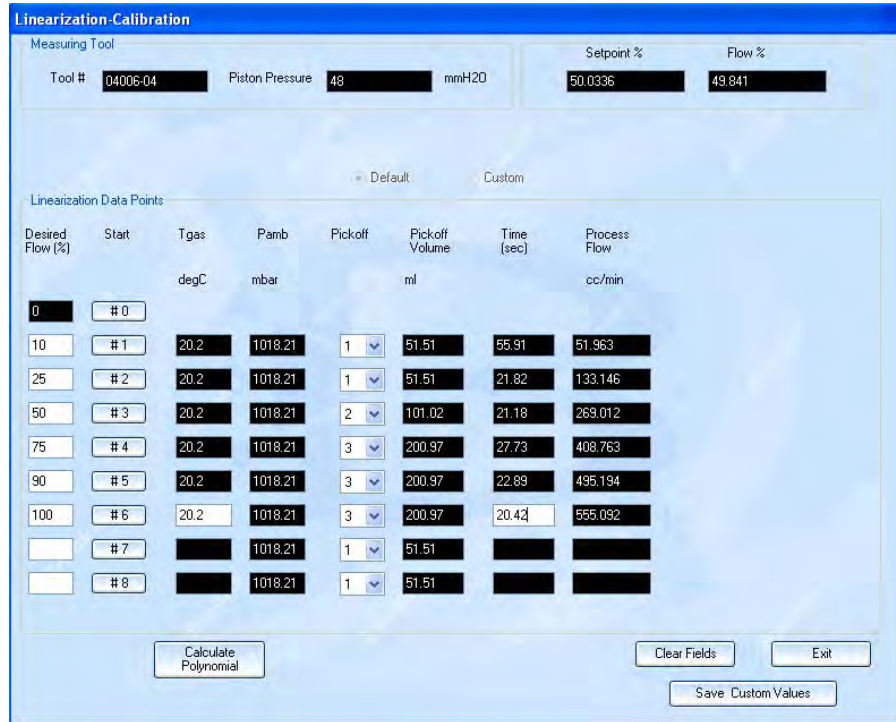 Linearization-Calibration
Measuring Tool
Tool # 04006-04 Piston Pressure 48 mmH2O
Setpoint % Flow %
50.0336 49.841
Default Custom
Linearization Data Points
Desired Flow (%) Start Tgas Pamb Pickoff Pickoff Volume Time (sec) Process Flow
degC mbar ml cc/min
0 # 0
10 # 1 20.2 1018.21 1 51.51 55.91 51.963
25 # 2 20.2 1018.21 1 51.51 21.82 133.146
50 # 3 20.2 1018.21 2 101.02 21.18 269.012
75 # 4 20.2 1018.21 3 200.97 27.73 408.763
90 # 5 20.2 1018.21 3 200.97 22.89 495.194
100 # 6 20.2 1018.21 3 200.97 20.42 555.092
# 7 1018.21 1 51.51
# 8 1018.21 1 51.51
Calculate Polynomial
Clear Fields Exit
Save Custom Values